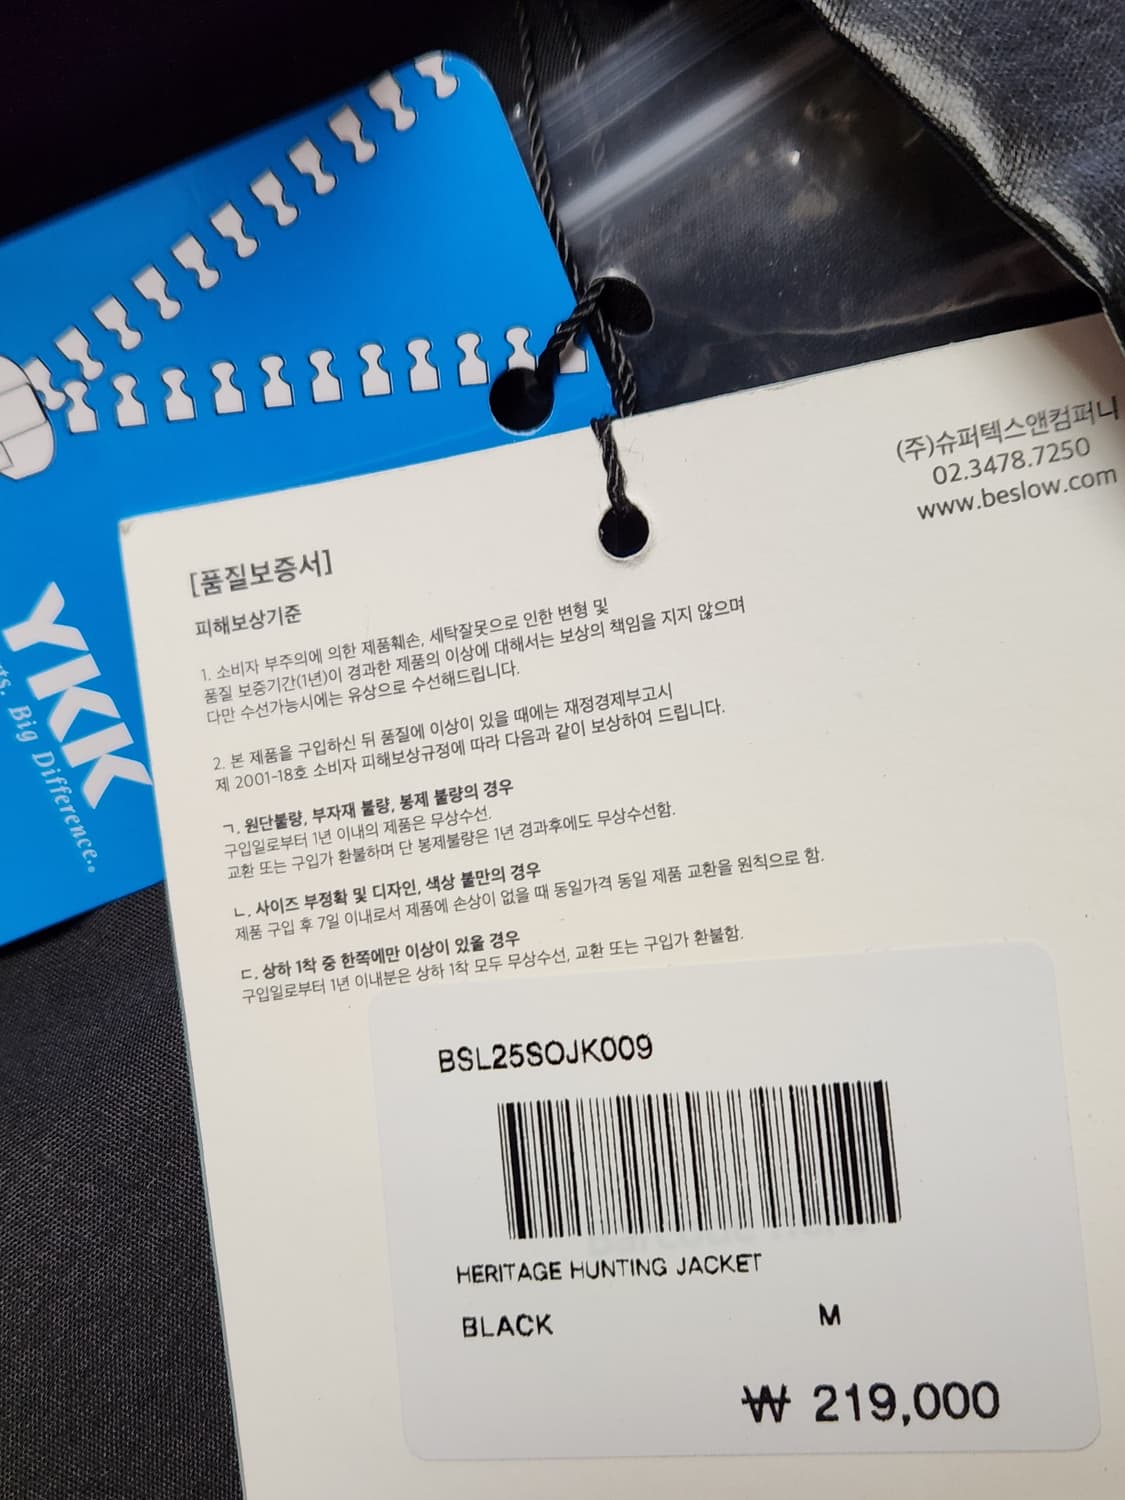 YKK
ts. Big Difference..
(주)슈퍼텍스앤컴퍼니
02.3478.7250
www.beslow.com
[품질보증서]
피해보상기준
1. 소비자 부주의에 의한 제품훼손, 세탁잘못으로 인한 변형 및
품질 보증기간(1년)이 경과한 제품의 이상에 대해서는 보상의 책임을 지지 않으며
다만 수선가능시에는 유상으로 수선해드립니다.
2. 본 제품을 구입하신 뒤 품질에 이상이 있을 때에는 재정경제부고시
제 2001-18호 소비자 피해보상규정에 따라 다음과 같이 보상하여 드립니다.
ㄱ. 원단불량, 부자재 불량, 봉제 불량의 경우
구입일로부터 1년 이내의 제품은 무상수선.
교환 또는 구입가 환불하며 단 봉제불량은 1년 경과후에도 무상수선함.
ㄴ. 사이즈 부정확 및 디자인, 색상 불만의 경우
제품 구입 후 7일 이내로서 제품에 손상이 없을 때 동일가격 동일 제품 교환을 원칙으로 함.
ㄷ. 상하 1착 중 한쪽에만 이상이 있을 경우
구입일로부터 1년 이내분은 상하 1착 모두 무상수선, 교환 또는 구입가 환불함.
BSL25SOJK009
HERITAGE HUNTING JACKET
BLACK M
₩ 219,000